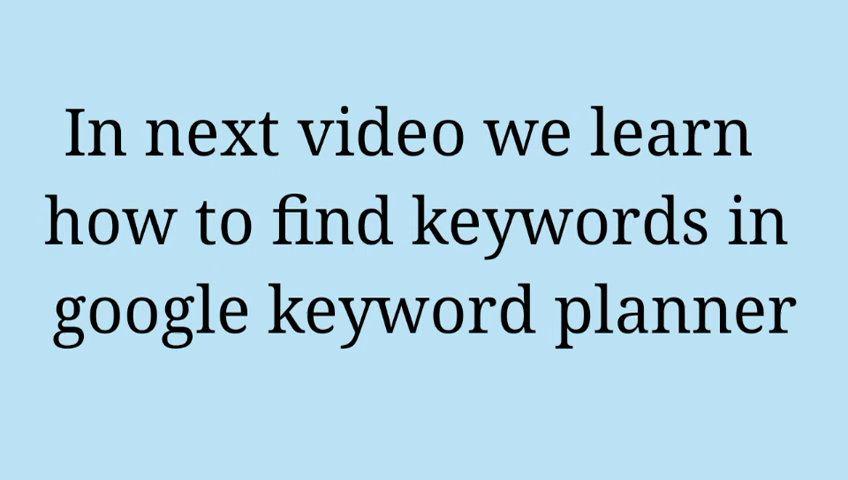 In next video we learn
how to find keywords in
google keyword planner